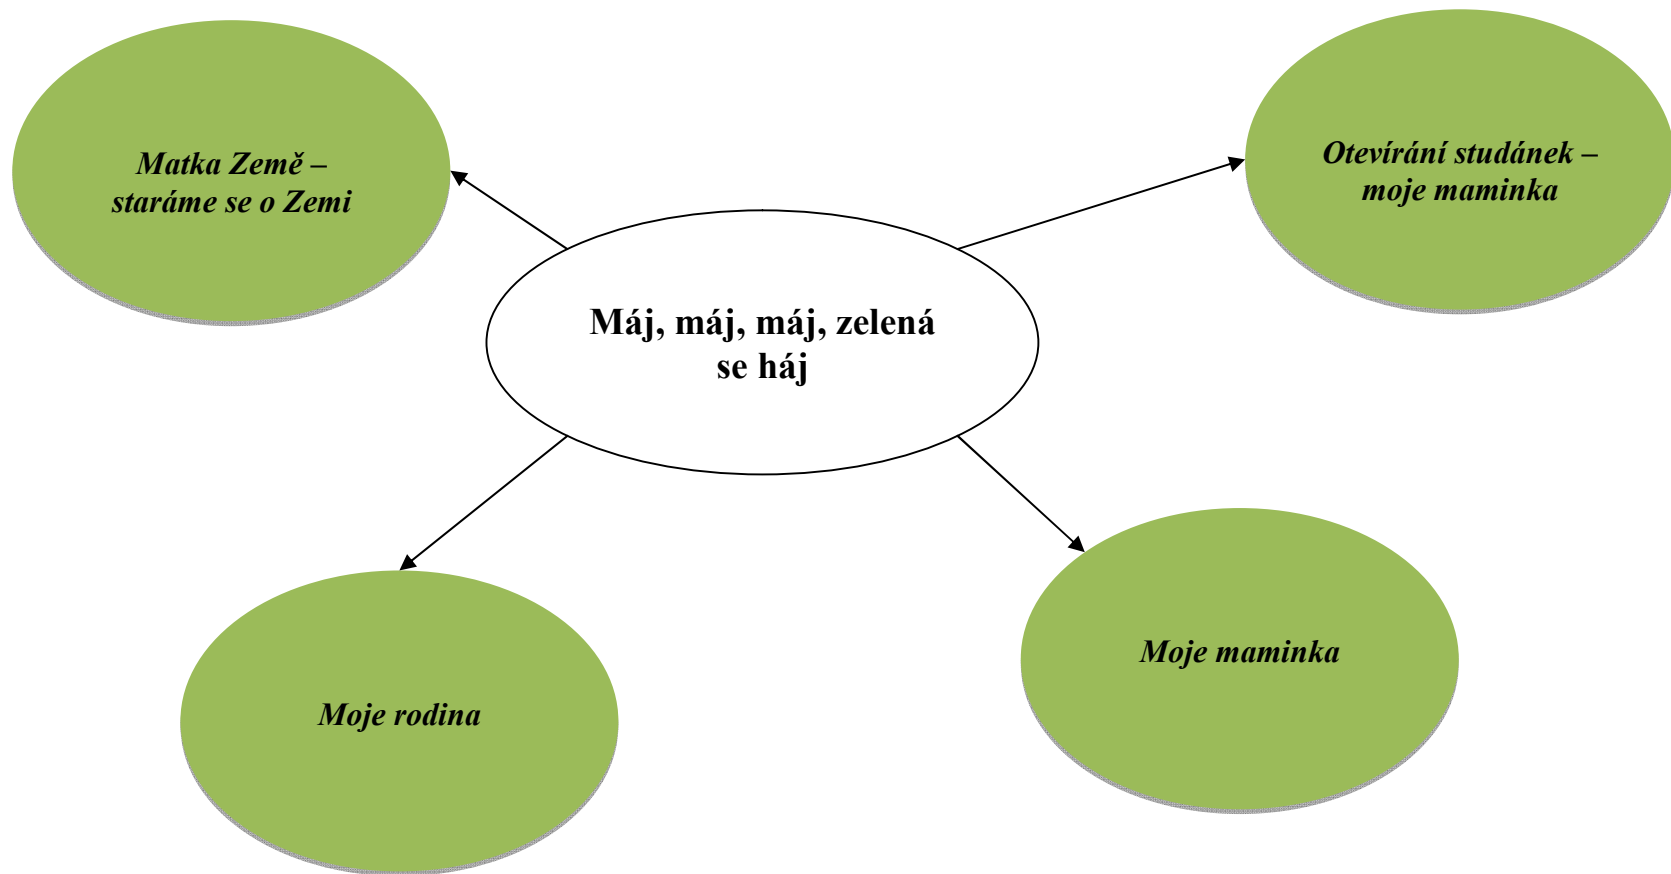 Matka Země –
staráme se o Zemi
Otevírání studánek –
moje maminka
Máj, máj, máj, zelená
se háj
Moje maminka
Moje rodina